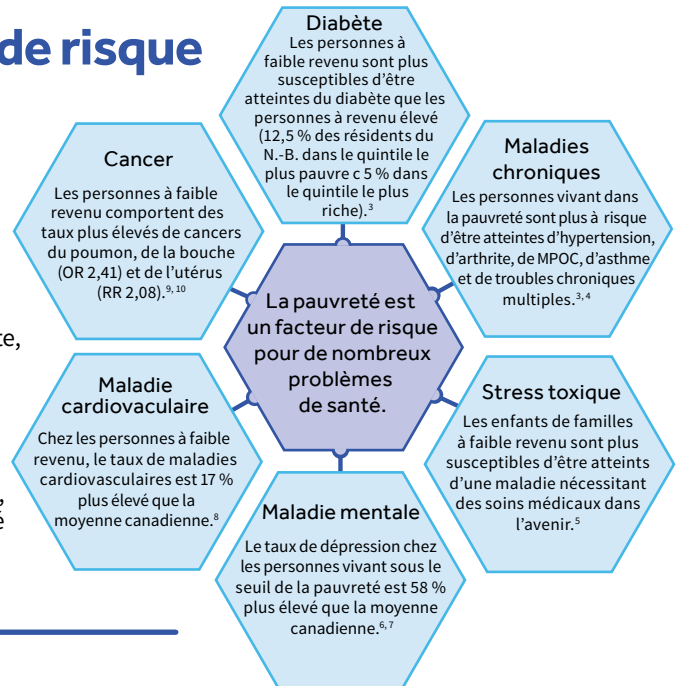 de risque
Diabète
Les personnes à
faible revenu sont plus
susceptibles d'être
atteintes du diabète que les
personnes à revenu élevé
(12,5 % des résidents du
N.-B. dans le quintile le
plus pauvre c 5 % dans
le quintile le plus
riche).³
Cancer
Les personnes à faible
revenu comportent des
taux plus élevés de cancers
du poumon, de la bouche
(OR 2,41) et de l'utérus
(RR 2,08).⁹, ¹⁰
Maladies
chroniques
Les personnes vivant dans
la pauvreté sont plus à risque
d'être atteintes d'hypertension,
d'arthrite, de MPOC, d'asthme
et de troubles chroniques
multiples.³, ⁴
La pauvreté est
un facteur de risque
pour de nombreux
problèmes
de santé.
te,
Maladie
cardiovaculaire
Chez les personnes à faible
revenu, le taux de maladies
cardiovasculaires est 17 %
plus élevé que la
moyenne canadienne.⁸
,
é
Stress toxique
Les enfants de familles
à faible revenu sont plus
susceptibles d'être atteints
d'une maladie nécessitant
des soins médicaux dans
l'avenir.⁵
Maladie mentale
Le taux de dépression chez
les personnes vivant sous le
seuil de la pauvreté est 58 %
plus élevé que la moyenne
canadienne.⁶, ⁷